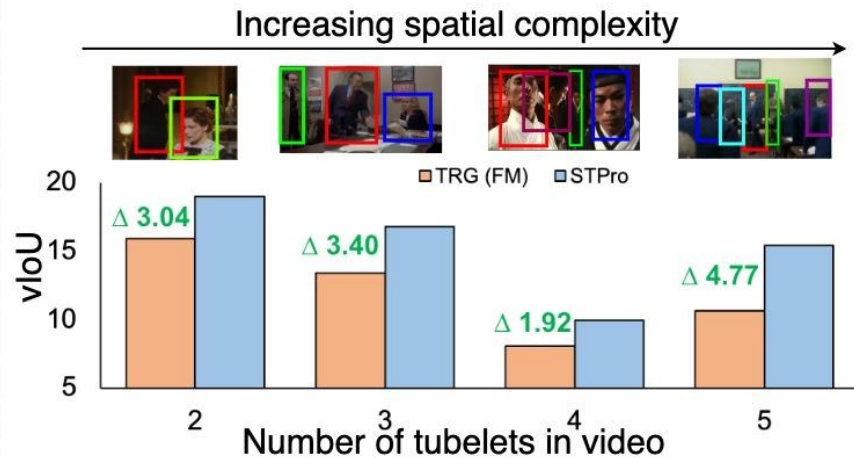 Increasing spatial complexity
TRG (FM) STPro
20
15
10
5
vIoU
Δ 3.04
Δ 3.40
Δ 1.92
Δ 4.77
2 3 4 5
Number of tubelets in video